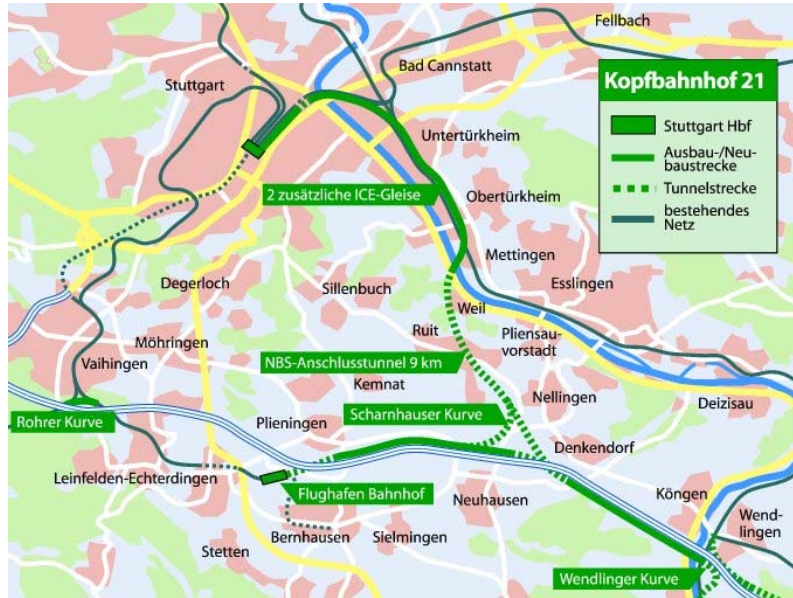 Fellbach
Bad Cannstatt
Stuttgart
Kopfbahnhof 21
Stuttgart Hbf
Ausbau-/Neu-
baustrecke
Tunnelstrecke
bestehendes
Netz
Untertürkheim
2 zusätzliche ICE-Gleise
Obertürkheim
Mettingen
Esslingen
Degerloch
Sillenbuch
Weil
Ruit
Pliensau-
vorstadt
Möhringen
Vaihingen
NBS-Anschlusstunnel 9 km
Kemnat
Nellingen
Deizisau
Rohrer Kurve
Plieningen
Scharnhauser Kurve
Denkendorf
Leinfelden-Echterdingen
Flughafen Bahnhof
Neuhausen
Köngen
Wend-
lingen
Stetten
Bernhausen
Sielmingen
Wendlinger Kurve